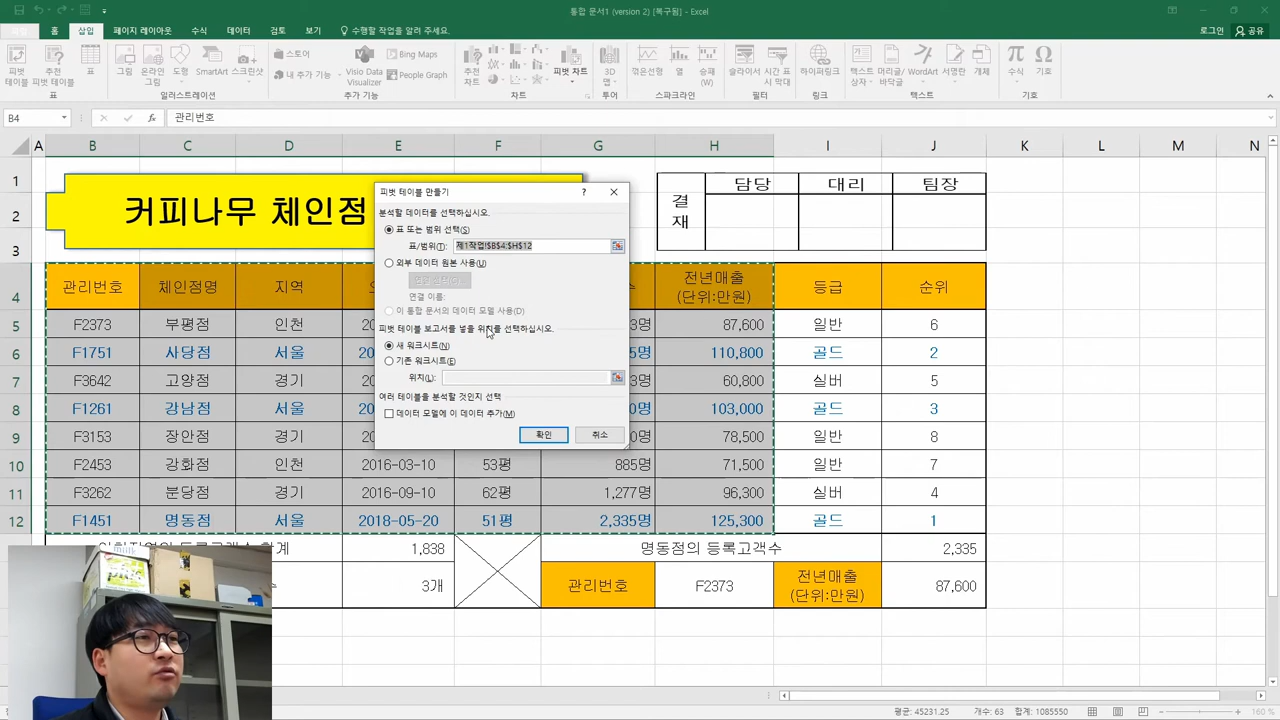 통합 문서1 (version 2) [복구됨] - Excel
홈 삽입 페이지 레이아웃 수식 데이터 검토 보기 수행할 작업을 알려 주세요. 로그인 공유
피벗 테이블 추천 피벗 테이블 표 그림 온라인 그림 도형 SmartArt 스크린샷 스토어 내 추가 기능 Visio Data Visualizer Bing Maps People Graph 추천 차트 피벗 차트 3D 맵 꺾은선형 열 승패 (W) 슬라이서 시간 표시 막대 하이퍼링크 텍스트 상자 머리글/바닥글 WordArt 서명란 개체 수식 기호
표 일러스트레이션 추가 기능 차트 투어 스파크라인 필터 링크 텍스트 기호
B4 fx 관리번호
A B C D E F G H I J K L M N
1 2 3 4 5 6 7 8 9 10 11 12
커피나무 체인점
결재 담당 대리 팀장
피벗 테이블 만들기 ? ×
분석할 데이터를 선택하십시오.
표 또는 범위 선택(S)
표/범위(T): 제1작업!$B$4:$H$12
외부 데이터 원본 사용(U)
연결 이름:
이 통합 문서의 데이터 모델 사용(D)
피벗 테이블 보고서를 넣을 위치를 선택하십시오.
새 워크시트(N)
기존 워크시트(E)
위치(L):
여러 테이블을 분석할 것인지 선택
데이터 모델에 이 데이터 추가(M)
확인 취소
관리번호 체인점명 지역 전년매출 (단위:만원) 등급 순위
F2373 부평점 인천 87,600 일반 6
F1751 사당점 서울 110,800 골드 2
F3642 고양점 경기 60,800 실버 5
F1261 강남점 서울 103,000 골드 3
F3153 장안점 경기 78,500 일반 8
F2453 강화점 인천 2016-03-10 53평 885명 71,500 일반 7
F3262 분당점 경기 2016-09-10 62평 1,277명 96,300 실버 4
F1451 명동점 서울 2018-05-20 51평 2,335명 125,300 골드 1
1,838 명동점의 등록고객수 2,335
3개 관리번호 F2373 전년매출 (단위:만원) 87,600
평균: 45231.25 개수: 63 합계: 1085550 160 %